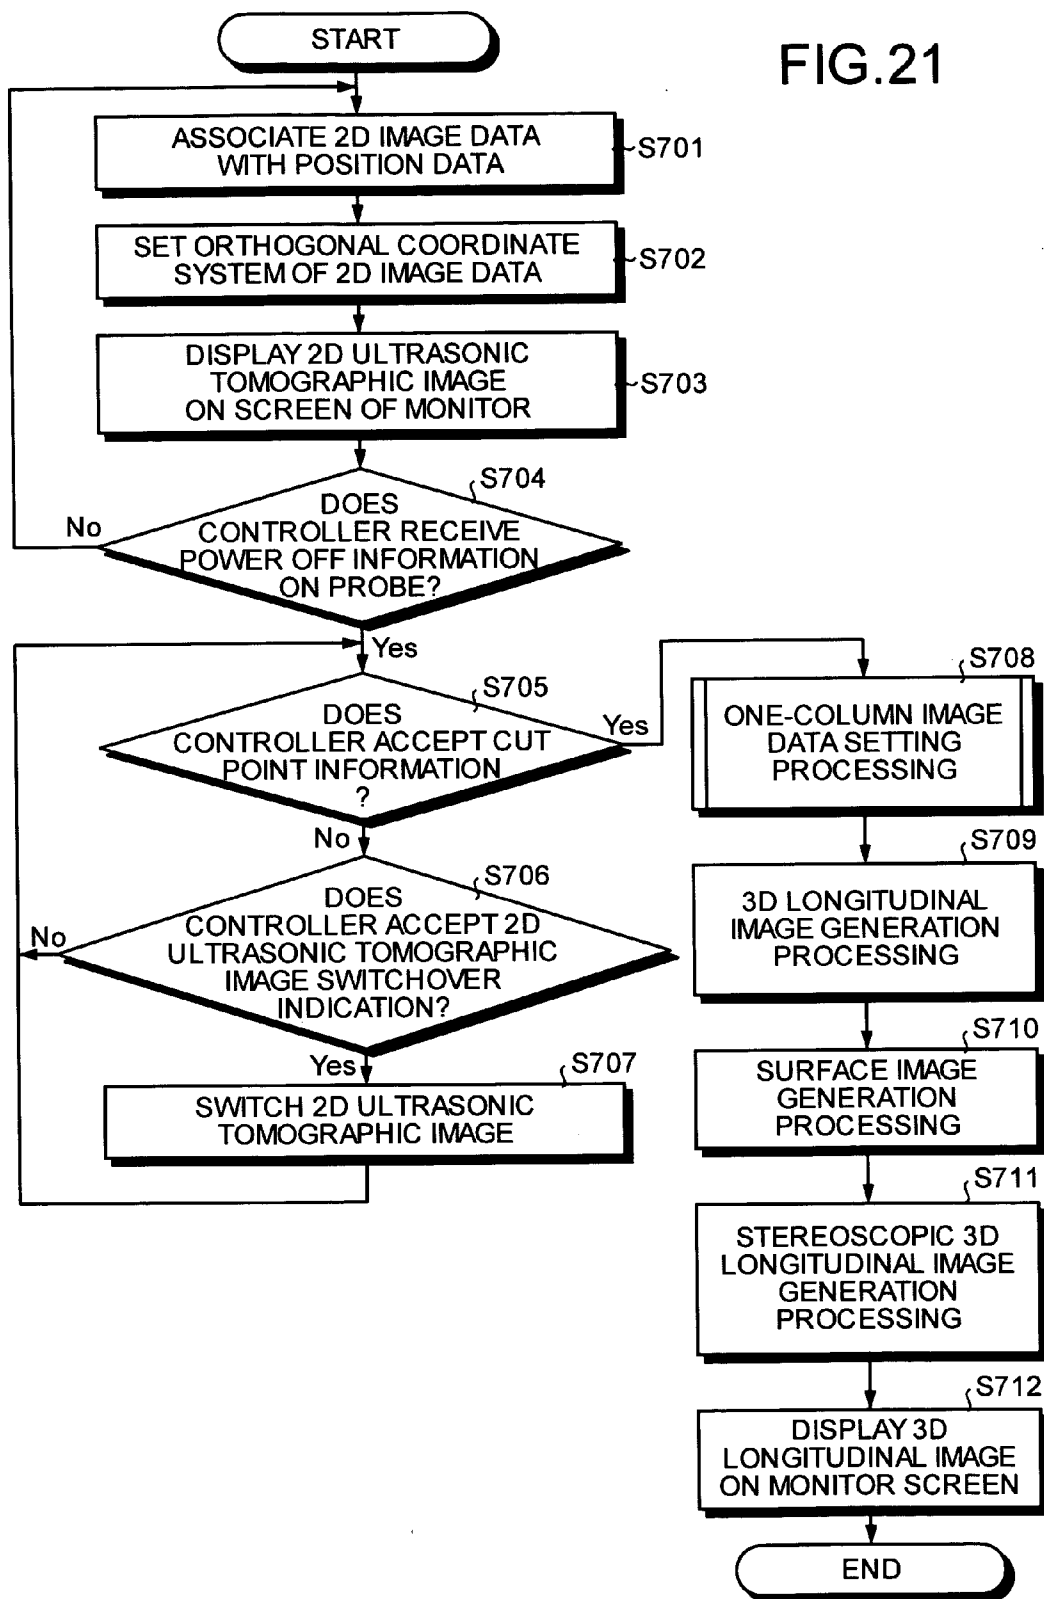 FIG.21
START
ASSOCIATE 2D IMAGE DATA
WITH POSITION DATA
S701
SET ORTHOGONAL COORDINATE
SYSTEM OF 2D IMAGE DATA
S702
DISPLAY 2D ULTRASONIC
TOMOGRAPHIC IMAGE
ON SCREEN OF MONITOR
S703
S704
DOES
CONTROLLER RECEIVE
POWER OFF INFORMATION
ON PROBE?
No
Yes
S705
DOES
CONTROLLER ACCEPT CUT
POINT INFORMATION
?
Yes
No
S706
DOES
CONTROLLER ACCEPT 2D
ULTRASONIC TOMOGRAPHIC
IMAGE SWITCHOVER
INDICATION?
No
Yes
S707
SWITCH 2D ULTRASONIC
TOMOGRAPHIC IMAGE
S708
ONE-COLUMN IMAGE
DATA SETTING
PROCESSING
S709
3D LONGITUDINAL
IMAGE GENERATION
PROCESSING
S710
SURFACE IMAGE
GENERATION
PROCESSING
S711
STEREOSCOPIC 3D
LONGITUDINAL IMAGE
GENERATION
PROCESSING
S712
DISPLAY 3D
LONGITUDINAL IMAGE
ON MONITOR SCREEN
END